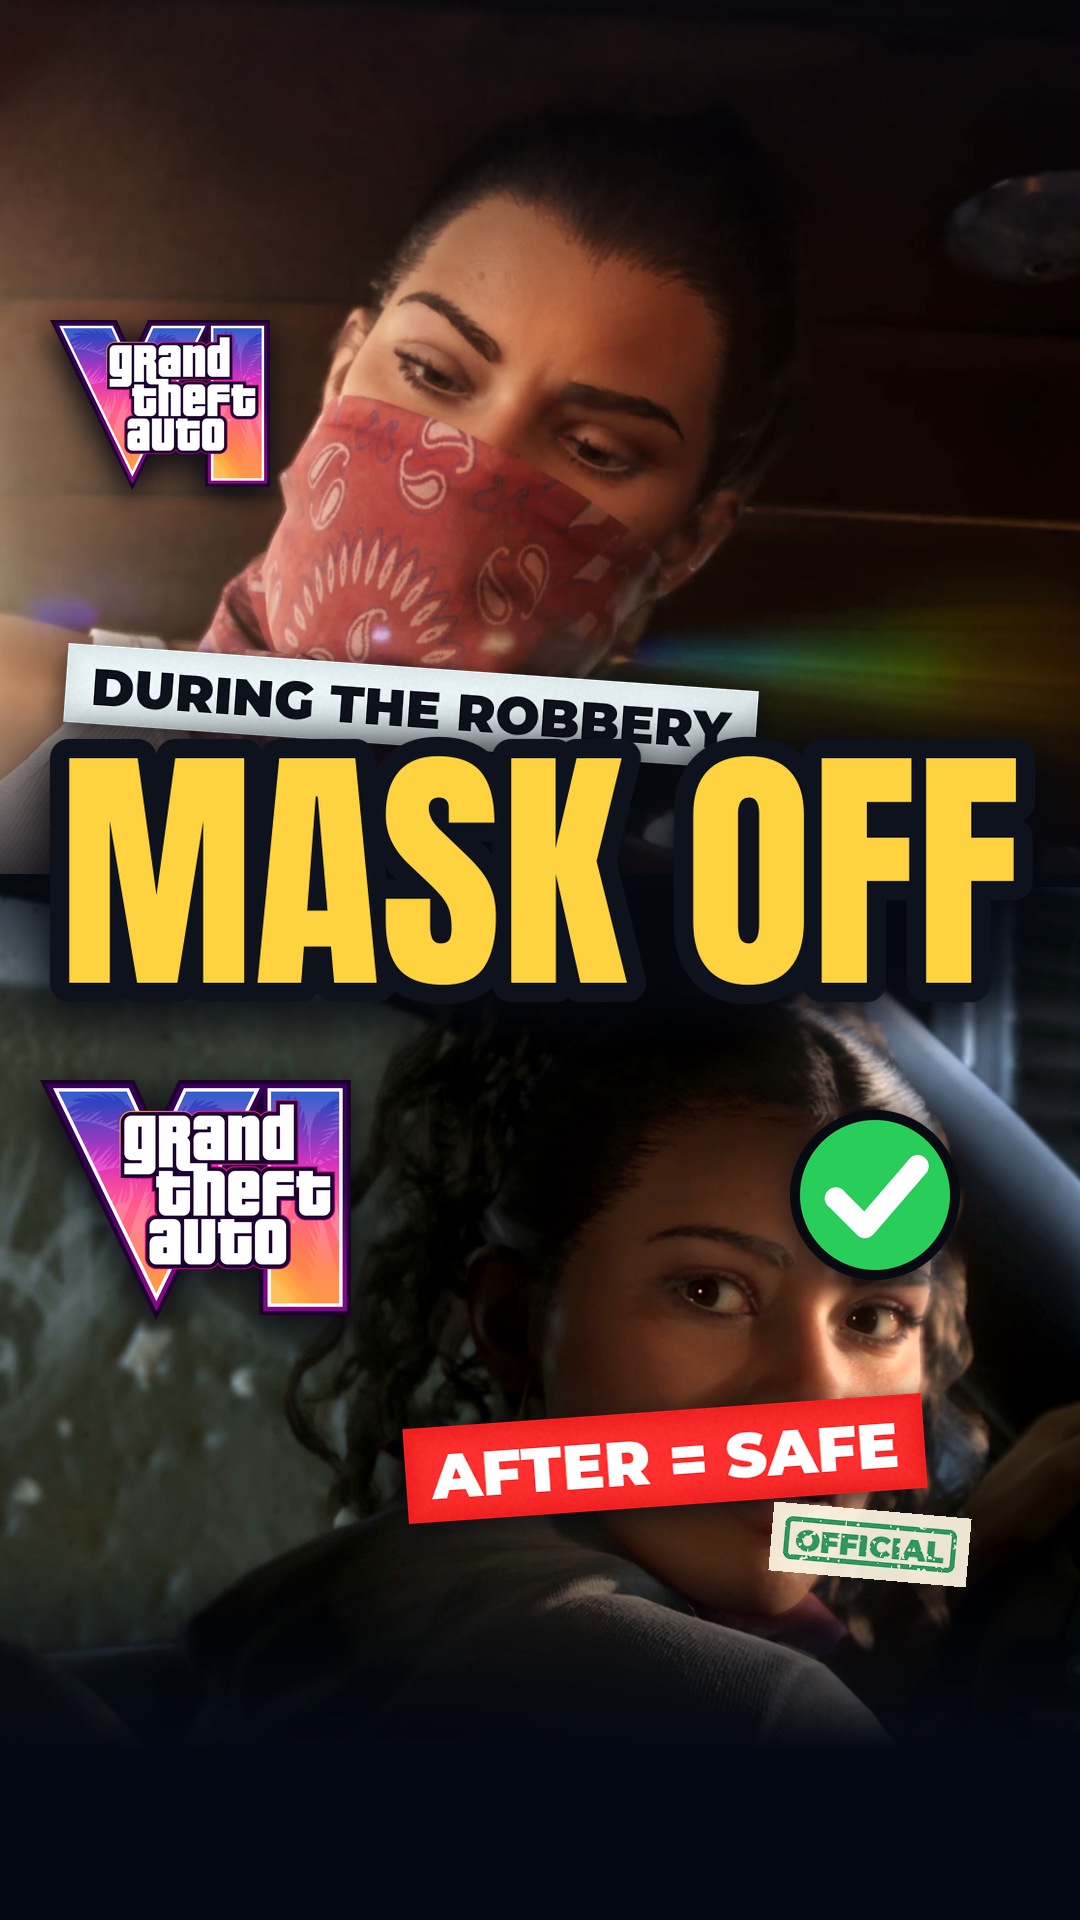 grand
theft
auto
VI
DURING THE ROBBERY
MASK OFF
grand
theft
auto
VI
AFTER = SAFE
OFFICIAL